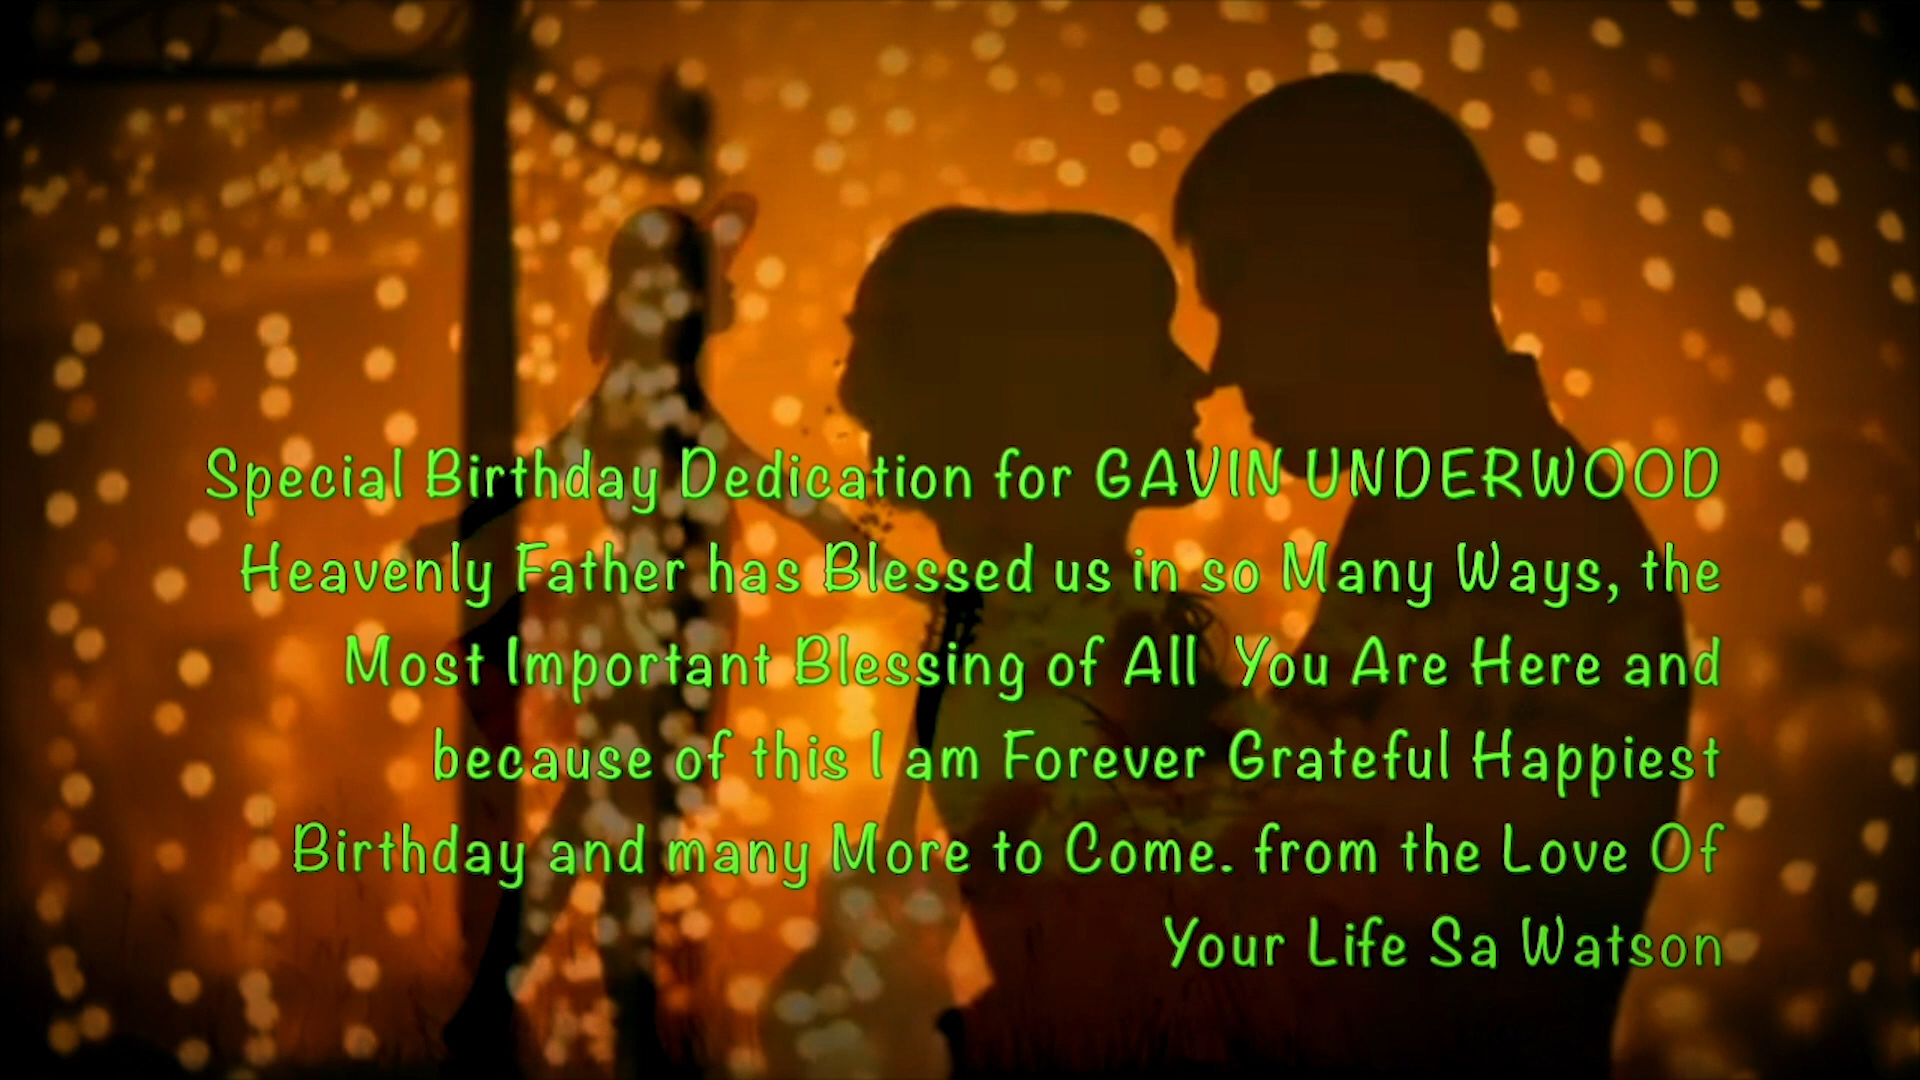 Special Birthday Dedication for GAVIN UNDERWOOD
Heavenly Father has Blessed us in so Many Ways, the
Most Important Blessing of All  You Are Here and
because of this I am Forever Grateful Happiest
Birthday and many More to Come. from the Love Of
Your Life Sa Watson